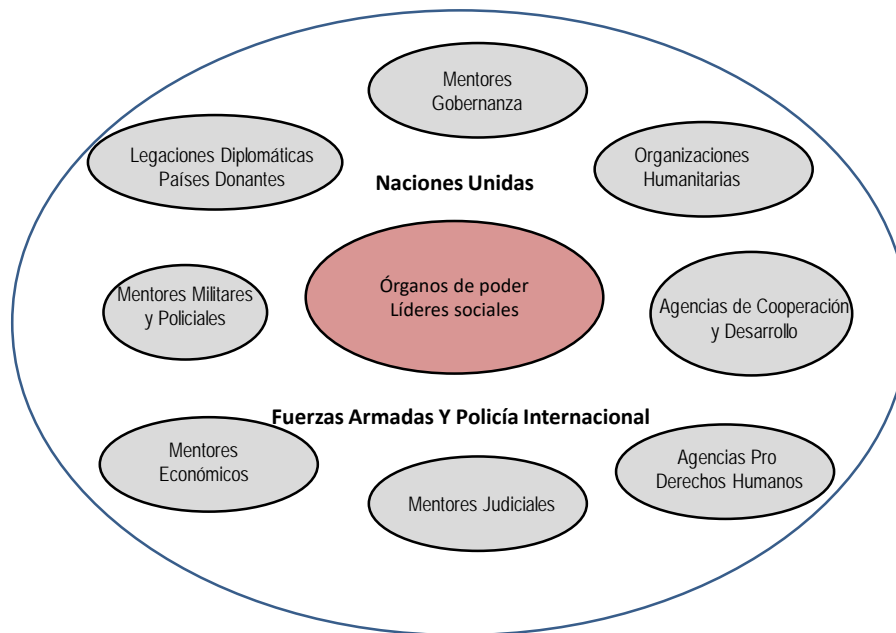 Mentores
Gobernanza
Legaciones Diplomáticas
Países Donantes
Organizaciones
Humanitarias
Naciones Unidas
Órganos de poder
Líderes sociales
Mentores Militares
y Policiales
Agencias de Cooperación
y Desarrollo
Fuerzas Armadas Y Policía Internacional
Mentores
Económicos
Agencias Pro
Derechos Humanos
Mentores Judiciales